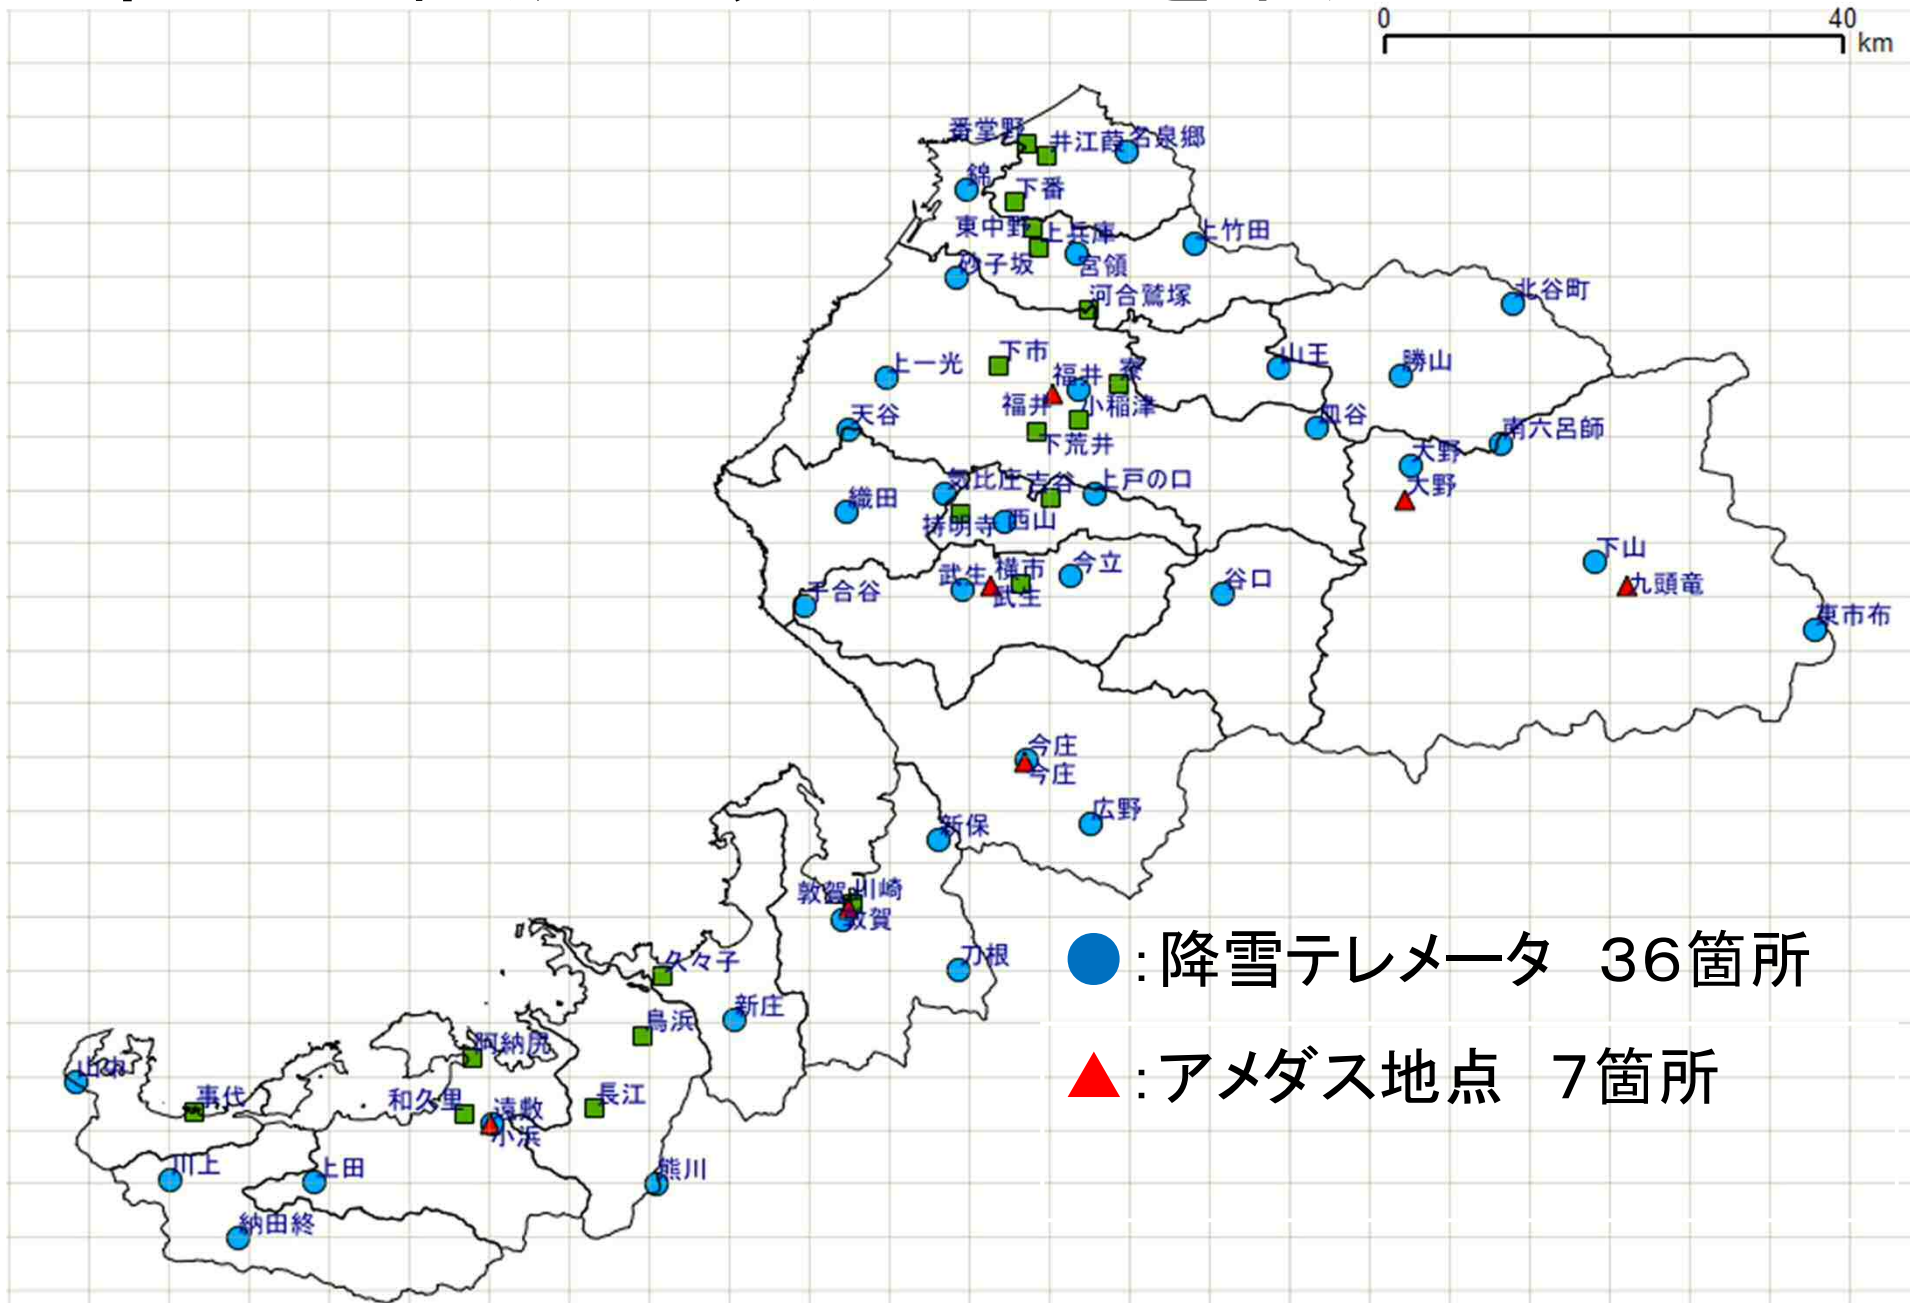 0 40
km
番堂野
井江葭
名泉郷
錦
下番
東中野
上兵庫
上竹田
砂子坂
宮領
河合鷲塚
北谷町
上一光
下市
福井
寮
山王
勝山
福井
小稲津
天谷
下荒井
皿谷
南六呂師
大野
大野
気比庄
吉谷
上戸の口
織田
持明寺
西山
下山
武生
横市
今立
谷口
九頭竜
武生
東市布
今庄
今庄
広野
新保
敦賀
川崎
敦賀
刀根
久々子
新庄
鳥浜
阿納尻
山中
事代
和久里
遠敷
長江
小浜
川上
上田
熊川
納田終
:降雪テレメータ 36箇所
:アメダス地点 7箇所